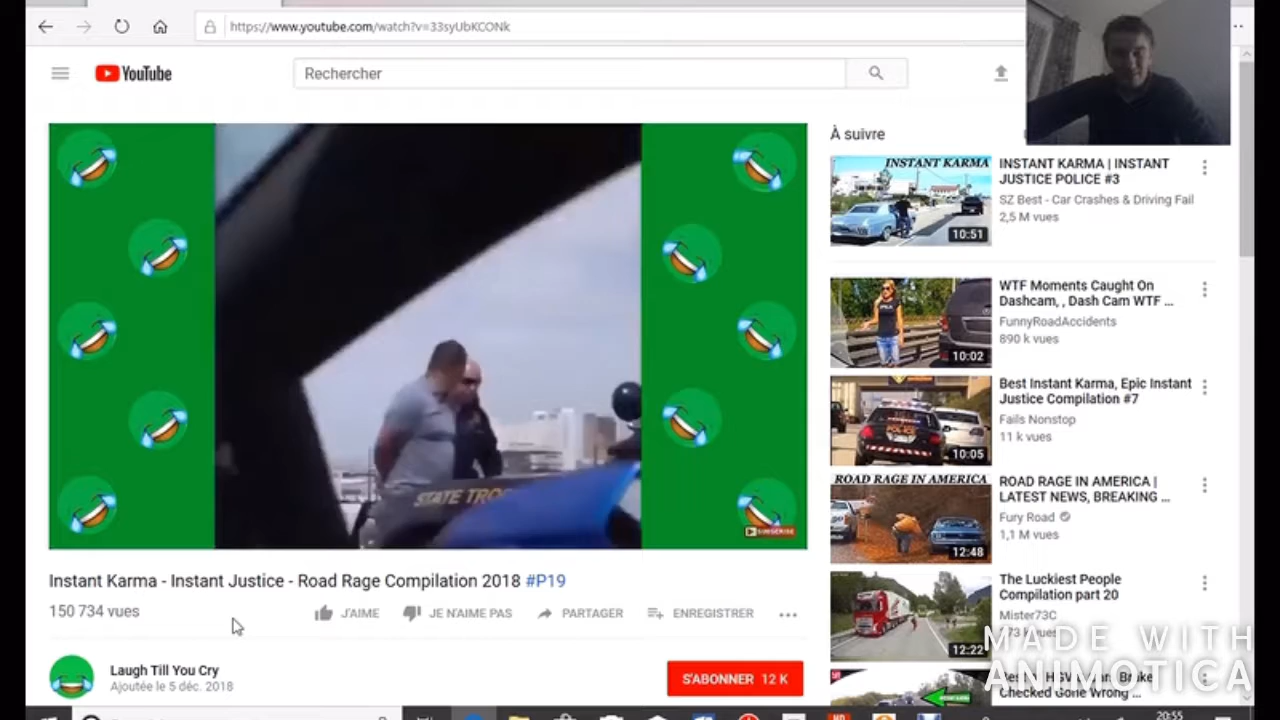 https://www.youtube.com/watch?v=33syUbKCONk
YouTube
Rechercher
STATE TRO
SUBSCRIBE
Instant Karma - Instant Justice - Road Rage Compilation 2018 #P19
150 734 vues
J'AIME
JE N'AIME PAS
PARTAGER
ENREGISTRER
Laugh Till You Cry
Ajoutée le 5 déc. 2018
S'ABONNER 12 K
À suivre
INSTANT KARMA
10:51
INSTANT KARMA | INSTANT
JUSTICE POLICE #3
SZ Best - Car Crashes & Driving Fail
2,5 M vues
10:02
WTF Moments Caught On
Dashcam, , Dash Cam WTF ...
FunnyRoadAccidents
890 k vues
POLICE
10:05
Best Instant Karma, Epic Instant
Justice Compilation #7
Fails Nonstop
11 k vues
ROAD RAGE IN AMERICA
12:48
ROAD RAGE IN AMERICA |
LATEST NEWS, BREAKING ...
Fury Road
1,1 M vues
12:22
The Luckiest People
Compilation part 20
Mister73C
vues
Brake
Checked Gone Wrong ...
MADE WITH
ANIMOTICA
20:55